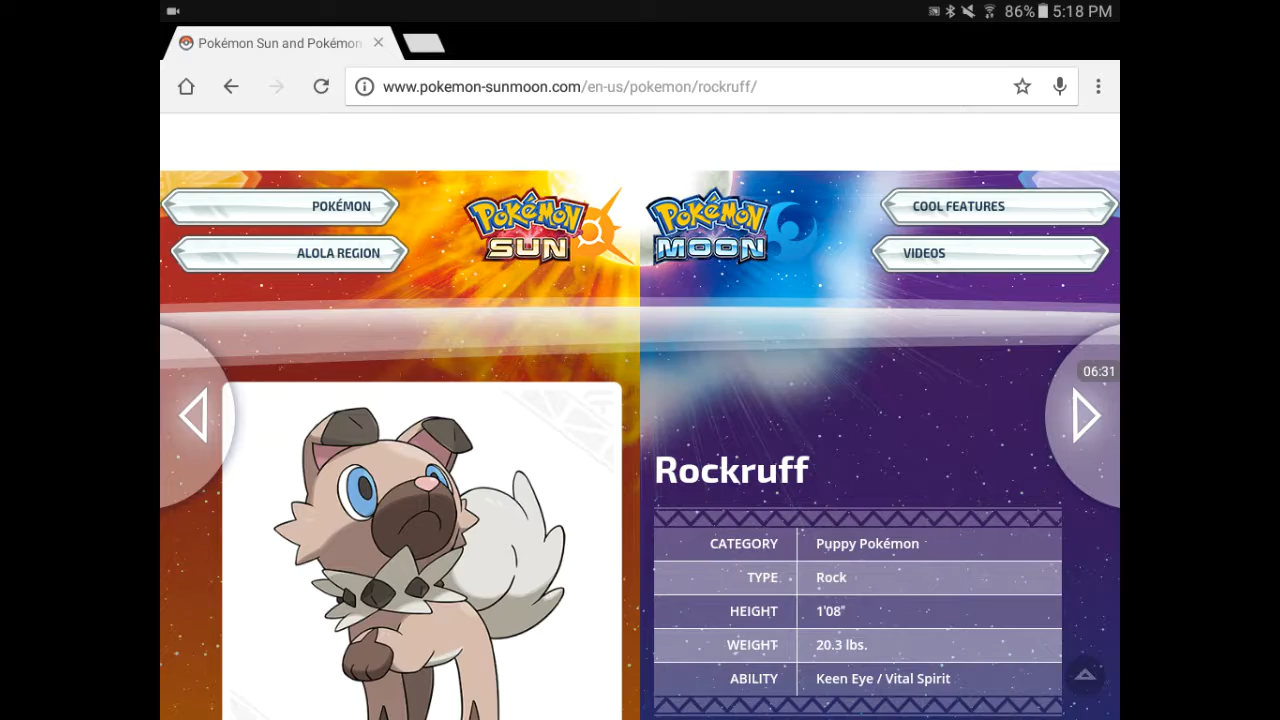 86% 5:18 PM
Pokémon Sun and Pokémon
www.pokemon-sunmoon.com/en-us/pokemon/rockruff/
POKÉMON
POKÉMON SUN
POKÉMON MOON
COOL FEATURES
ALOLA REGION
VIDEOS
06:31
Rockruff
CATEGORY Puppy Pokémon
TYPE Rock
HEIGHT 1'08"
WEIGHT 20.3 lbs.
ABILITY Keen Eye / Vital Spirit